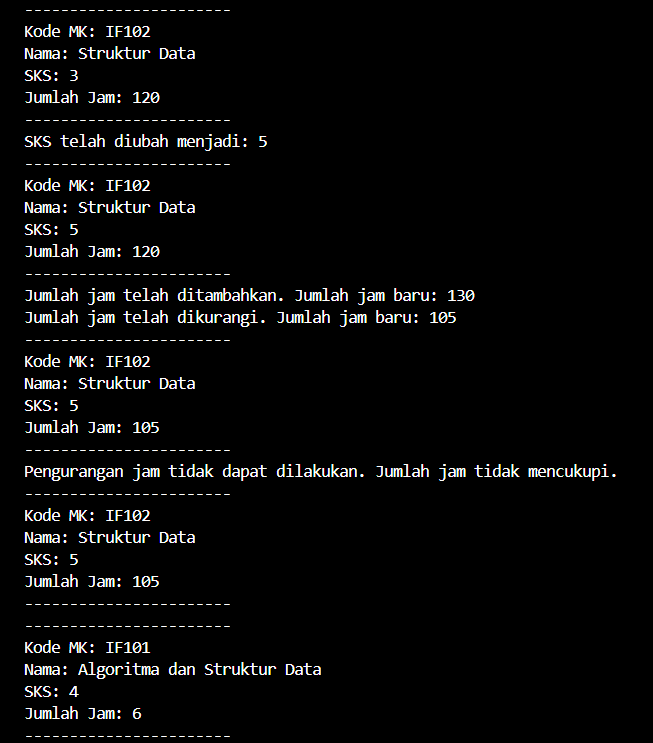 -----------------------
Kode MK: IF102
Nama: Struktur Data
SKS: 3
Jumlah Jam: 120
-----------------------
SKS telah diubah menjadi: 5
-----------------------
Kode MK: IF102
Nama: Struktur Data
SKS: 5
Jumlah Jam: 120
-----------------------
Jumlah jam telah ditambahkan. Jumlah jam baru: 130
Jumlah jam telah dikurangi. Jumlah jam baru: 105
-----------------------
Kode MK: IF102
Nama: Struktur Data
SKS: 5
Jumlah Jam: 105
-----------------------
Pengurangan jam tidak dapat dilakukan. Jumlah jam tidak mencukupi.
-----------------------
Kode MK: IF102
Nama: Struktur Data
SKS: 5
Jumlah Jam: 105
-----------------------
-----------------------
Kode MK: IF101
Nama: Algoritma dan Struktur Data
SKS: 4
Jumlah Jam: 6
-----------------------